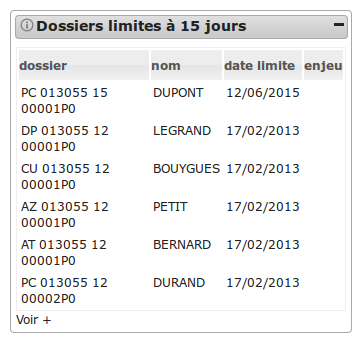 Dossiers limites à 15 jours
dossier nom date limite enjeu
PC 013055 15 DUPONT 12/06/2015
00001P0
DP 013055 12 LEGRAND 17/02/2013
00001P0
CU 013055 12 BOUYGUES 17/02/2013
00001P0
AZ 013055 12 PETIT 17/02/2013
00001P0
AT 013055 12 BERNARD 17/02/2013
00001P0
PC 013055 12 DURAND 17/02/2013
00002P0
Voir +